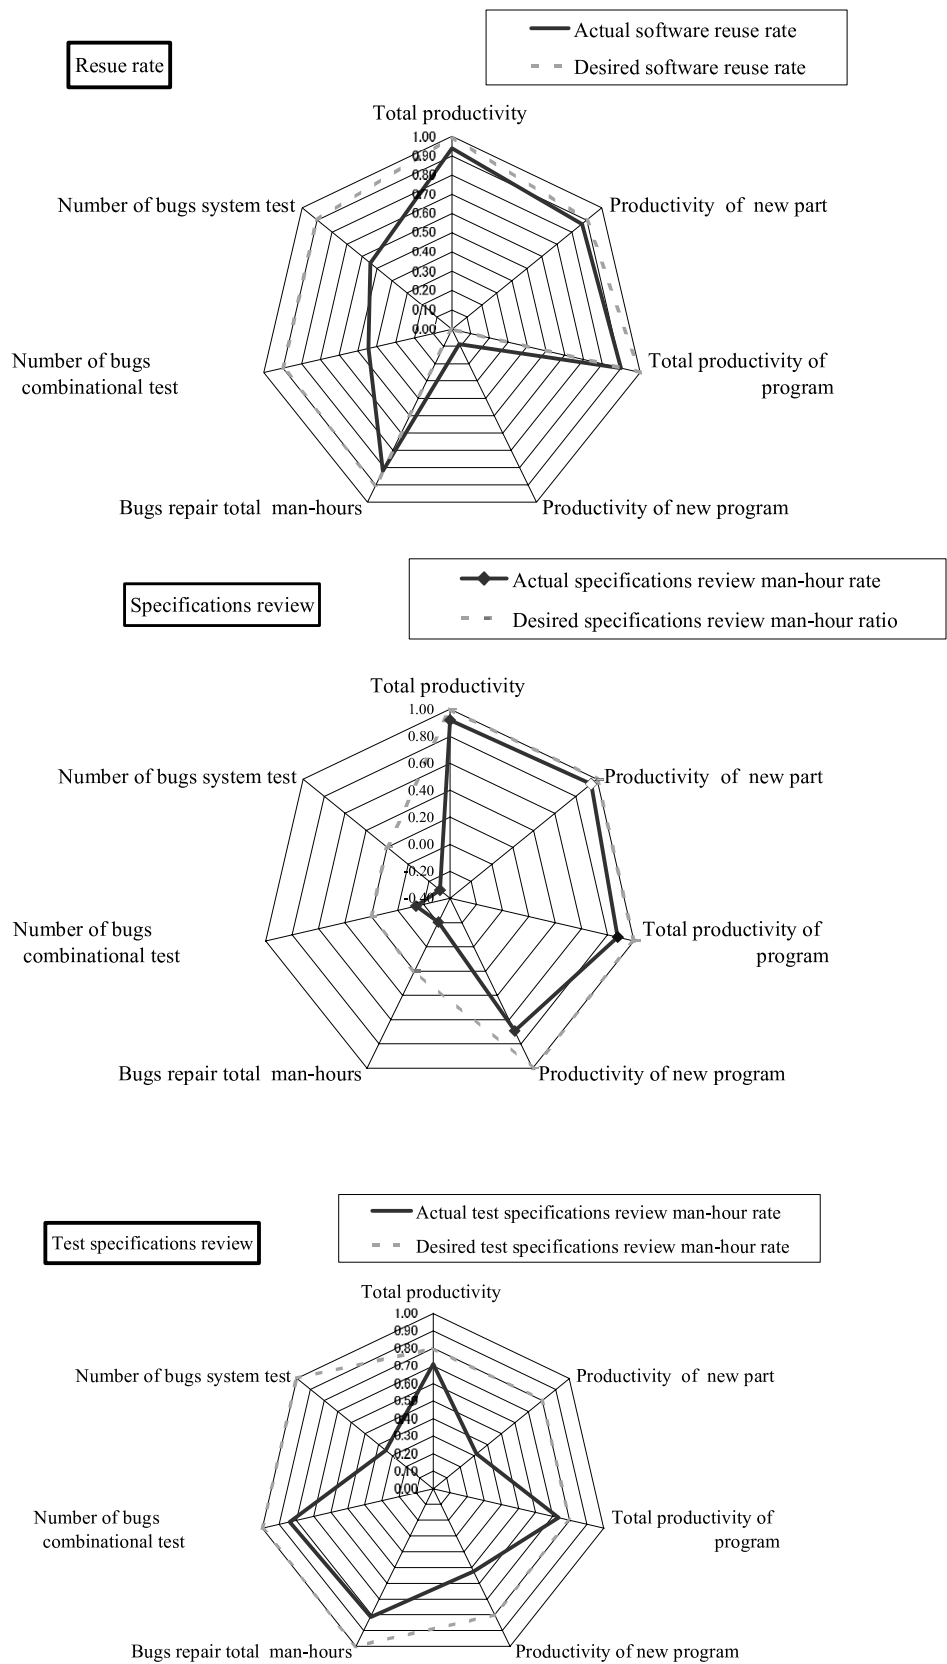 Resue rate
Actual software reuse rate
Desired software reuse rate
Total productivity
1.00
0.90
0.80
0.70
0.60
0.50
0.40
0.30
0.20
0.10
0.00
Number of bugs system test
Productivity of new part
Number of bugs
combinational test
Total productivity of
program
Bugs repair total man-hours
Productivity of new program
Specifications review
Actual specifications review man-hour rate
Desired specifications review man-hour ratio
Total productivity
1.00
0.80
0.60
0.40
0.20
0.00
-0.20
-0.40
Number of bugs system test
Productivity of new part
Number of bugs
combinational test
Total productivity of
program
Bugs repair total man-hours
Productivity of new program
Test specifications review
Actual test specifications review man-hour rate
Desired test specifications review man-hour rate
Total productivity
1.00
0.90
0.80
0.70
0.60
0.50
0.40
0.30
0.20
0.10
0.00
Number of bugs system test
Productivity of new part
Number of bugs
combinational test
Total productivity of
program
Bugs repair total man-hours
Productivity of new program